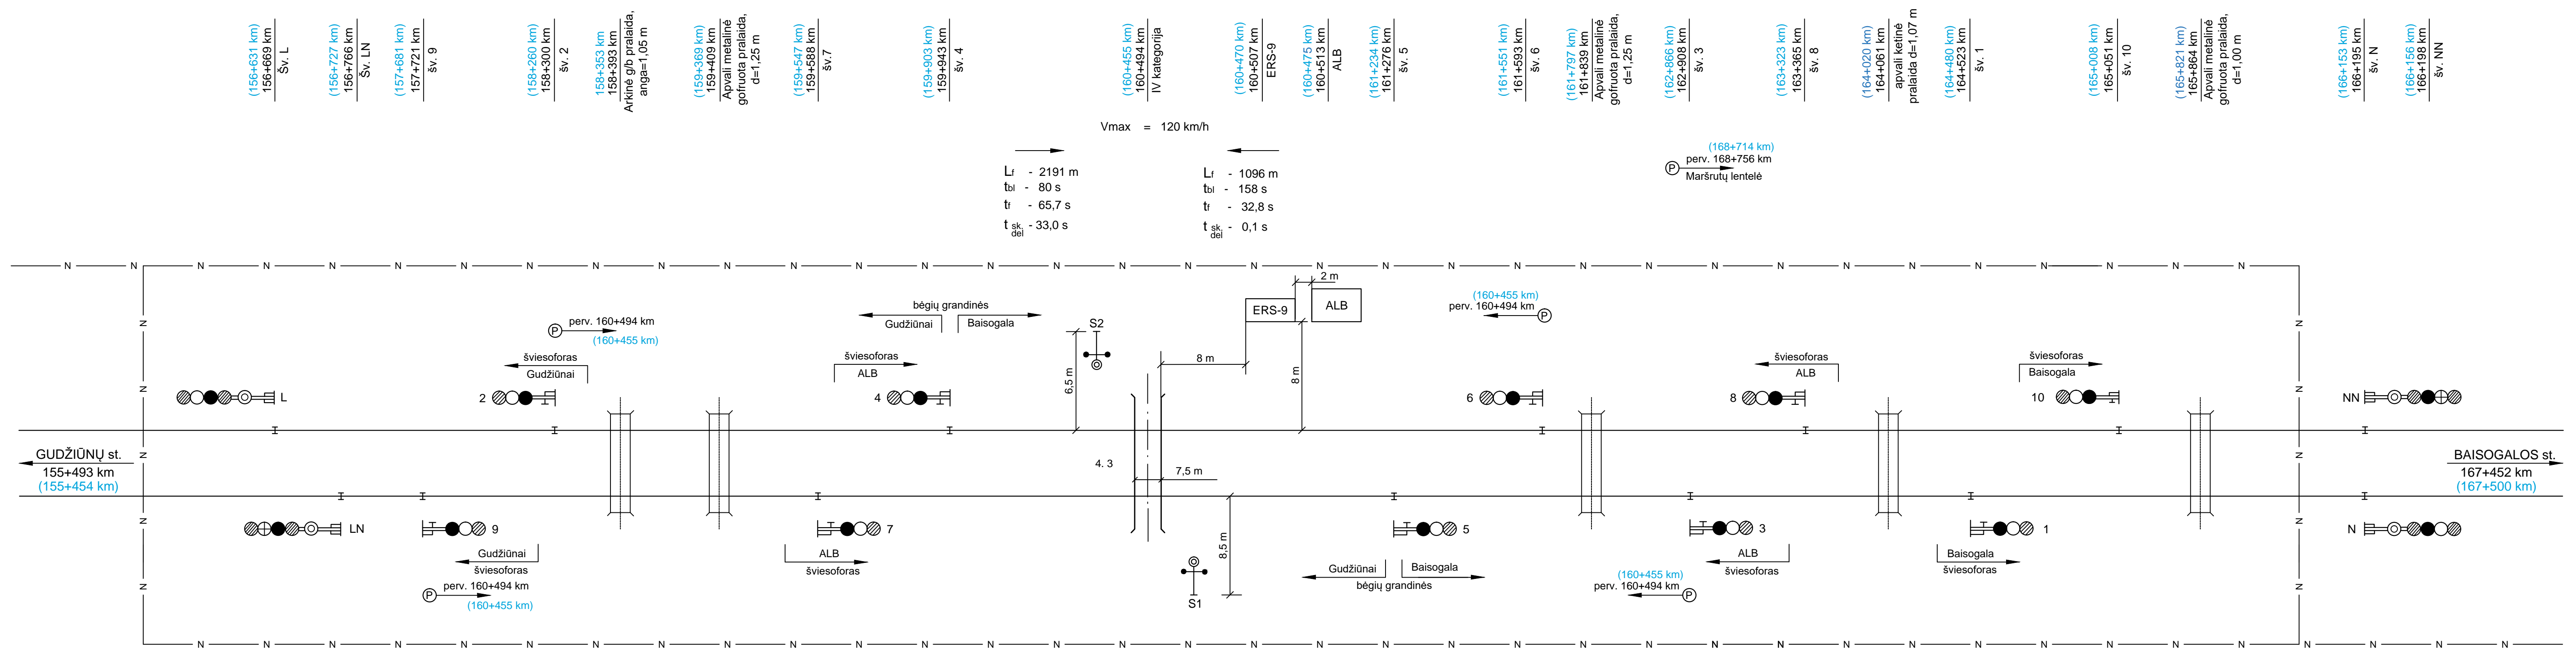 (156+631 km)
156+669 km
Šv. L
(156+727 km)
156+766 km
Šv. LN
(157+681 km)
157+721 km
šv. 9
(158+260 km)
158+300 km
šv. 2
158+353 km
158+393 km
Arkinė g/b pralaida,
anga=1,05 m
(159+369 km)
159+409 km
Apvali metalinė
gofruota pralaida,
d=1,25 m
(159+547 km)
159+588 km
šv. 7
(159+903 km)
159+943 km
šv. 4
(160+455 km)
160+494 km
IV kategorija
(160+470 km)
160+507 km
ERS-9
(160+475 km)
160+513 km
ALB
(161+234 km)
161+276 km
šv. 5
(161+551 km)
161+593 km
šv. 6
(161+797 km)
161+839 km
Apvali metalinė
gofruota pralaida,
d=1,25 m
(162+866 km)
162+908 km
šv. 3
(163+323 km)
163+365 km
šv. 8
(164+020 km)
164+061 km
apvali ketinė
pralaida d=1,07 m
(164+480 km)
164+523 km
šv. 1
(165+008 km)
165+051 km
šv. 10
(165+821 km)
165+864 km
Apvali metalinė,
gofruota pralaida,
d=1,00 m
(166+153 km)
166+195 km
šv. N
(166+156 km)
166+198 km
šv. NN
Vmax = 120 km/h
Lf - 2191 m
tbl - 80 s
tf - 65,7 s
t sk. del - 33,0 s
Lf - 1096 m
tbl - 158 s
tf - 32,8 s
t sk. del - 0,1 s
(168+714 km)
P perv. 168+756 km
Maršrutų lentelė
N N N N N N N N N N N N N N N N N N N N N N N N N N N N N N N N N N
2 m
bėgių grandinės
Gudžiūnai Baisogala
P perv. 160+494 km
(160+455 km)
S2
ERS-9
ALB
(160+455 km)
perv. 160+494 km P
šviesoforas
Gudžiūnai
šviesoforas
ALB
6,5 m
8 m
8 m
šviesoforas
ALB
šviesoforas
Baisogala
L
2
4
6
8
10
NN
GUDŽIŪNŲ st.
155+493 km
(155+454 km)
4. 3
7,5 m
BAISOGALOS st.
167+452 km
(167+500 km)
LN
9
7
5
3
1
N
Gudžiūnai
šviesoforas
ALB
šviesoforas
8,5 m
Gudžiūnai Baisogala
bėgių grandinės
ALB
šviesoforas
Baisogala
šviesoforas
P perv. 160+494 km
(160+455 km)
S1
(160+455 km)
perv. 160+494 km P
N N N N N N N N N N N N N N N N N N N N N N N N N N N N N N N N N N N N